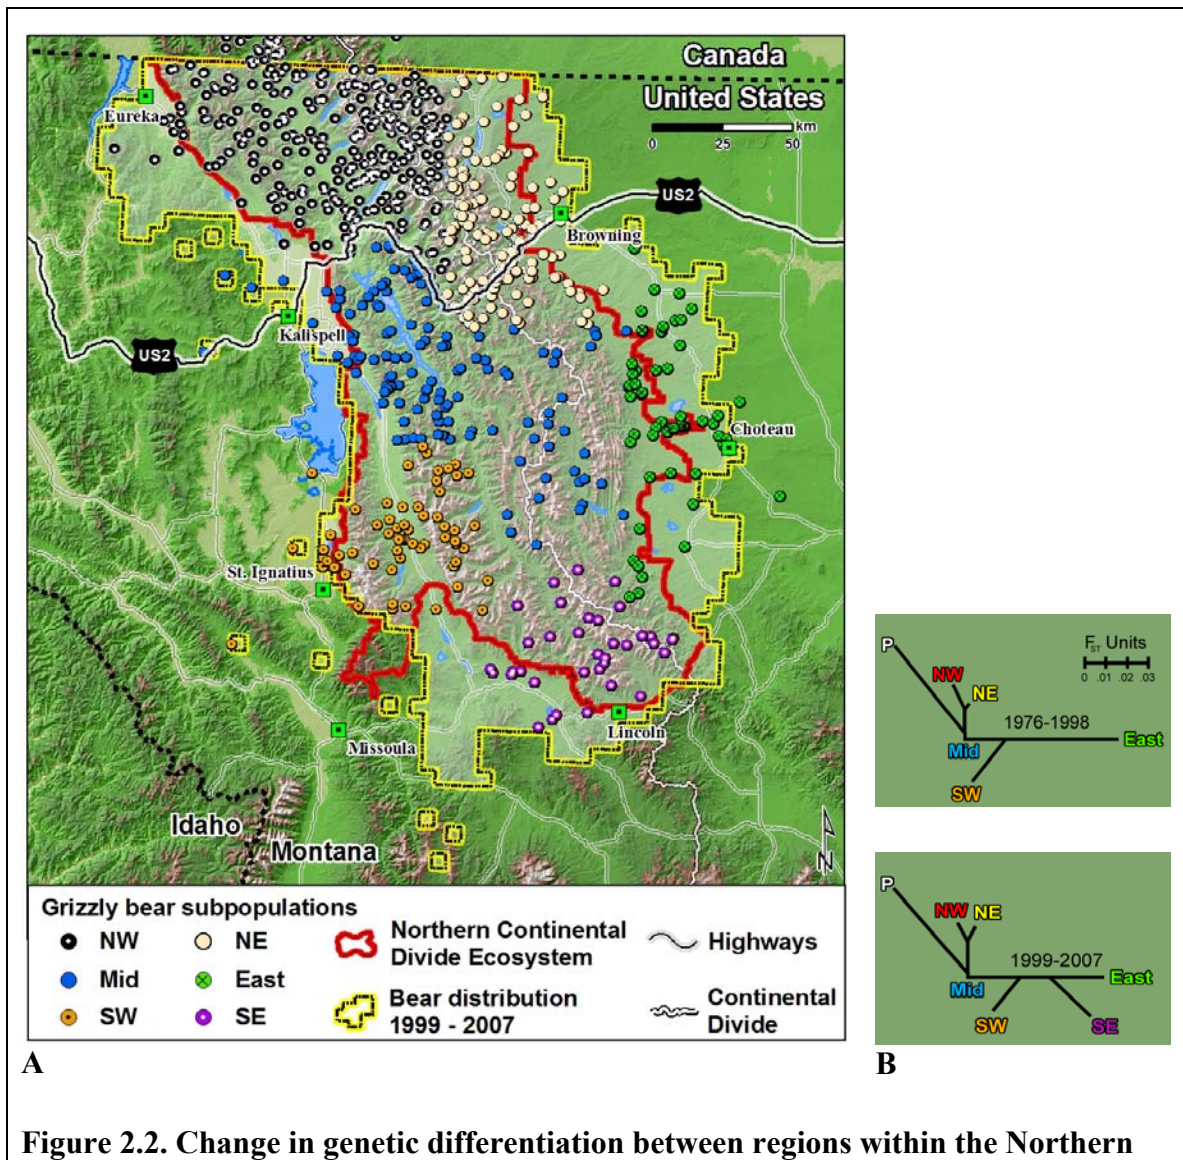 Canada
United States
km
0 25 50
Eureka
US2
Browning
Kalispell
US2
Choteau
St. Ignatius
Lincoln
Missoula
Idaho
Montana
N
Grizzly bear subpopulations
NW
NE
Mid
East
SW
SE
Northern Continental
Divide Ecosystem
Bear distribution
1999 - 2007
Highways
Continental
Divide
A
P
FST Units
0 .01 .02 .03
NW
NE
1976-1998
Mid
East
SW
P
NW NE
1999-2007
Mid
East
SW
SE
B
Figure 2.2. Change in genetic differentiation between regions within the Northern